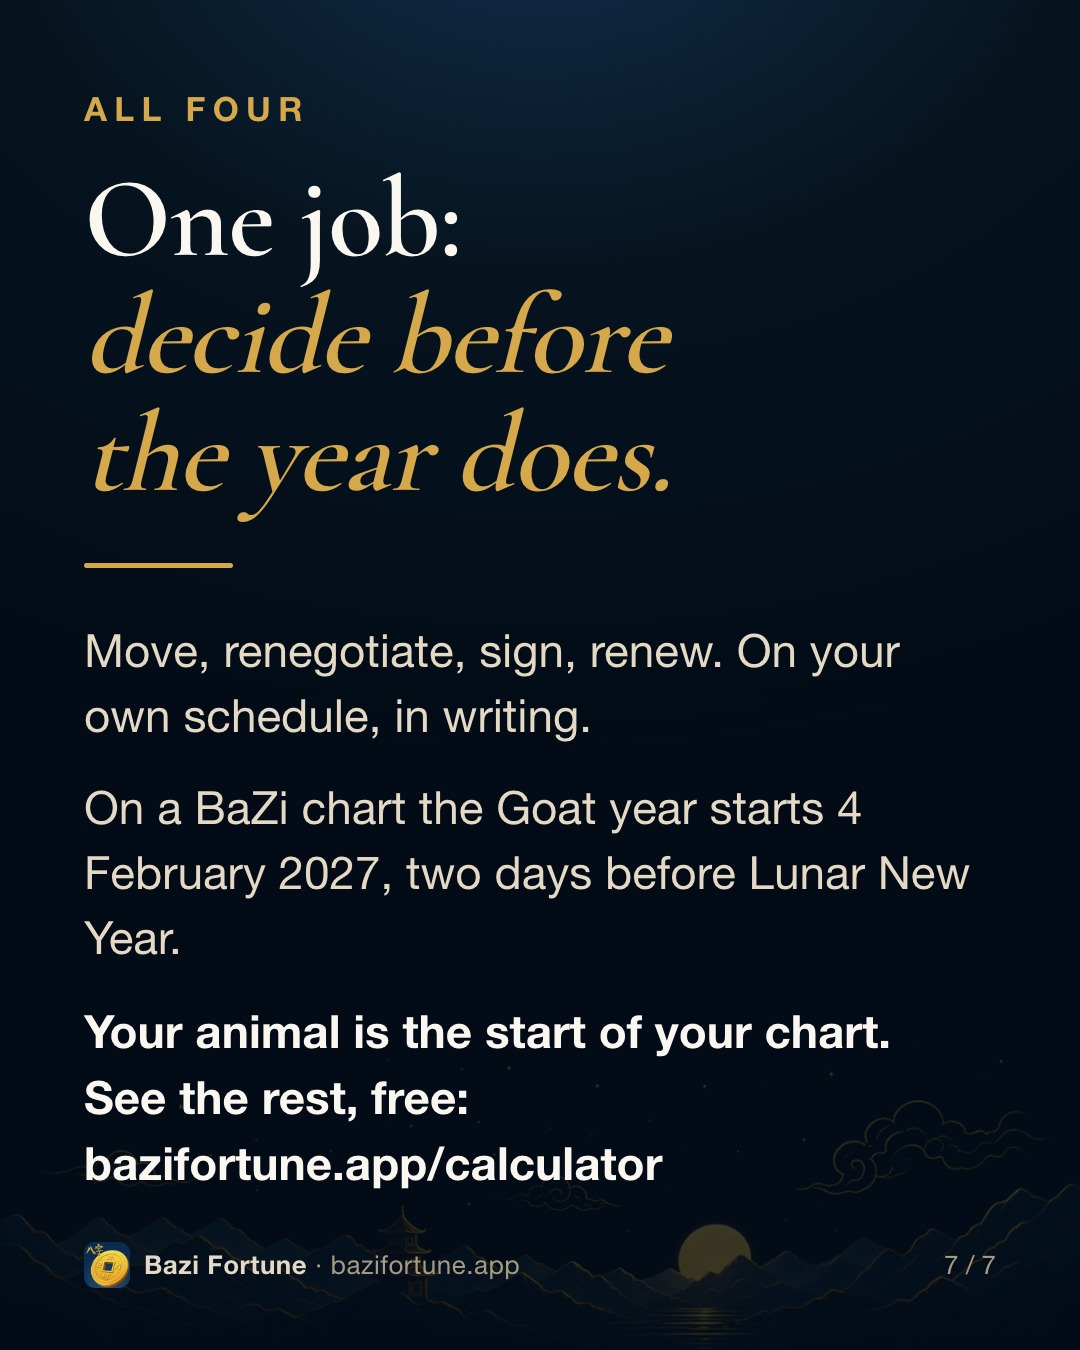 ALL FOUR
One job:
decide before
the year does.
Move, renegotiate, sign, renew. On your
own schedule, in writing.
On a BaZi chart the Goat year starts 4
February 2027, two days before Lunar New
Year.
Your animal is the start of your chart.
See the rest, free:
bazifortune.app/calculator
八字
Bazi Fortune · bazifortune.app
7 / 7